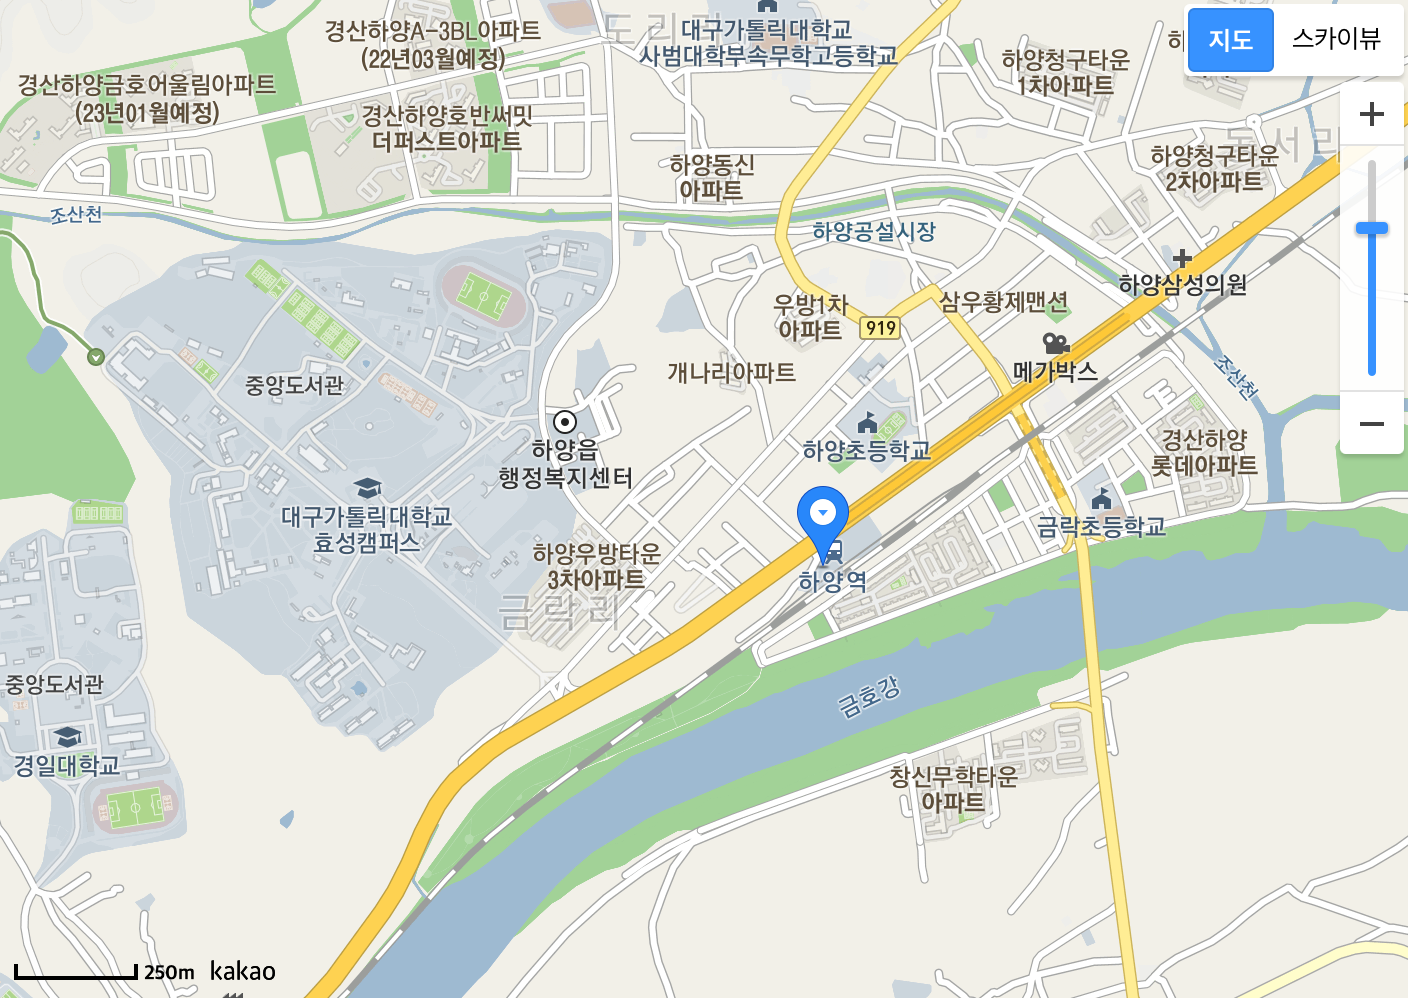 도리리
대구가톨릭대학교
사범대학부속무학고등학교
경산하양A-3BL아파트
(22년03월예정)
하양청구타운
1차아파트
하
지도
스카이뷰
경산하양금호어울림아파트
(23년01월예정)
경산하양호반써밋
더퍼스트아파트
하양동신
아파트
동서리
하양청구타운
2차아파트
조산천
하양공설시장
하양삼성의원
우방1차
아파트
삼우황제맨션
919
메가박스
개나리아파트
조산천
중앙도서관
하양읍
행정복지센터
하양초등학교
경산하양
롯데아파트
대구가톨릭대학교
효성캠퍼스
금락초등학교
하양우방타운
3차아파트
하양역
금락리
금호강
중앙도서관
경일대학교
창신무학타운
아파트
250m
kakao